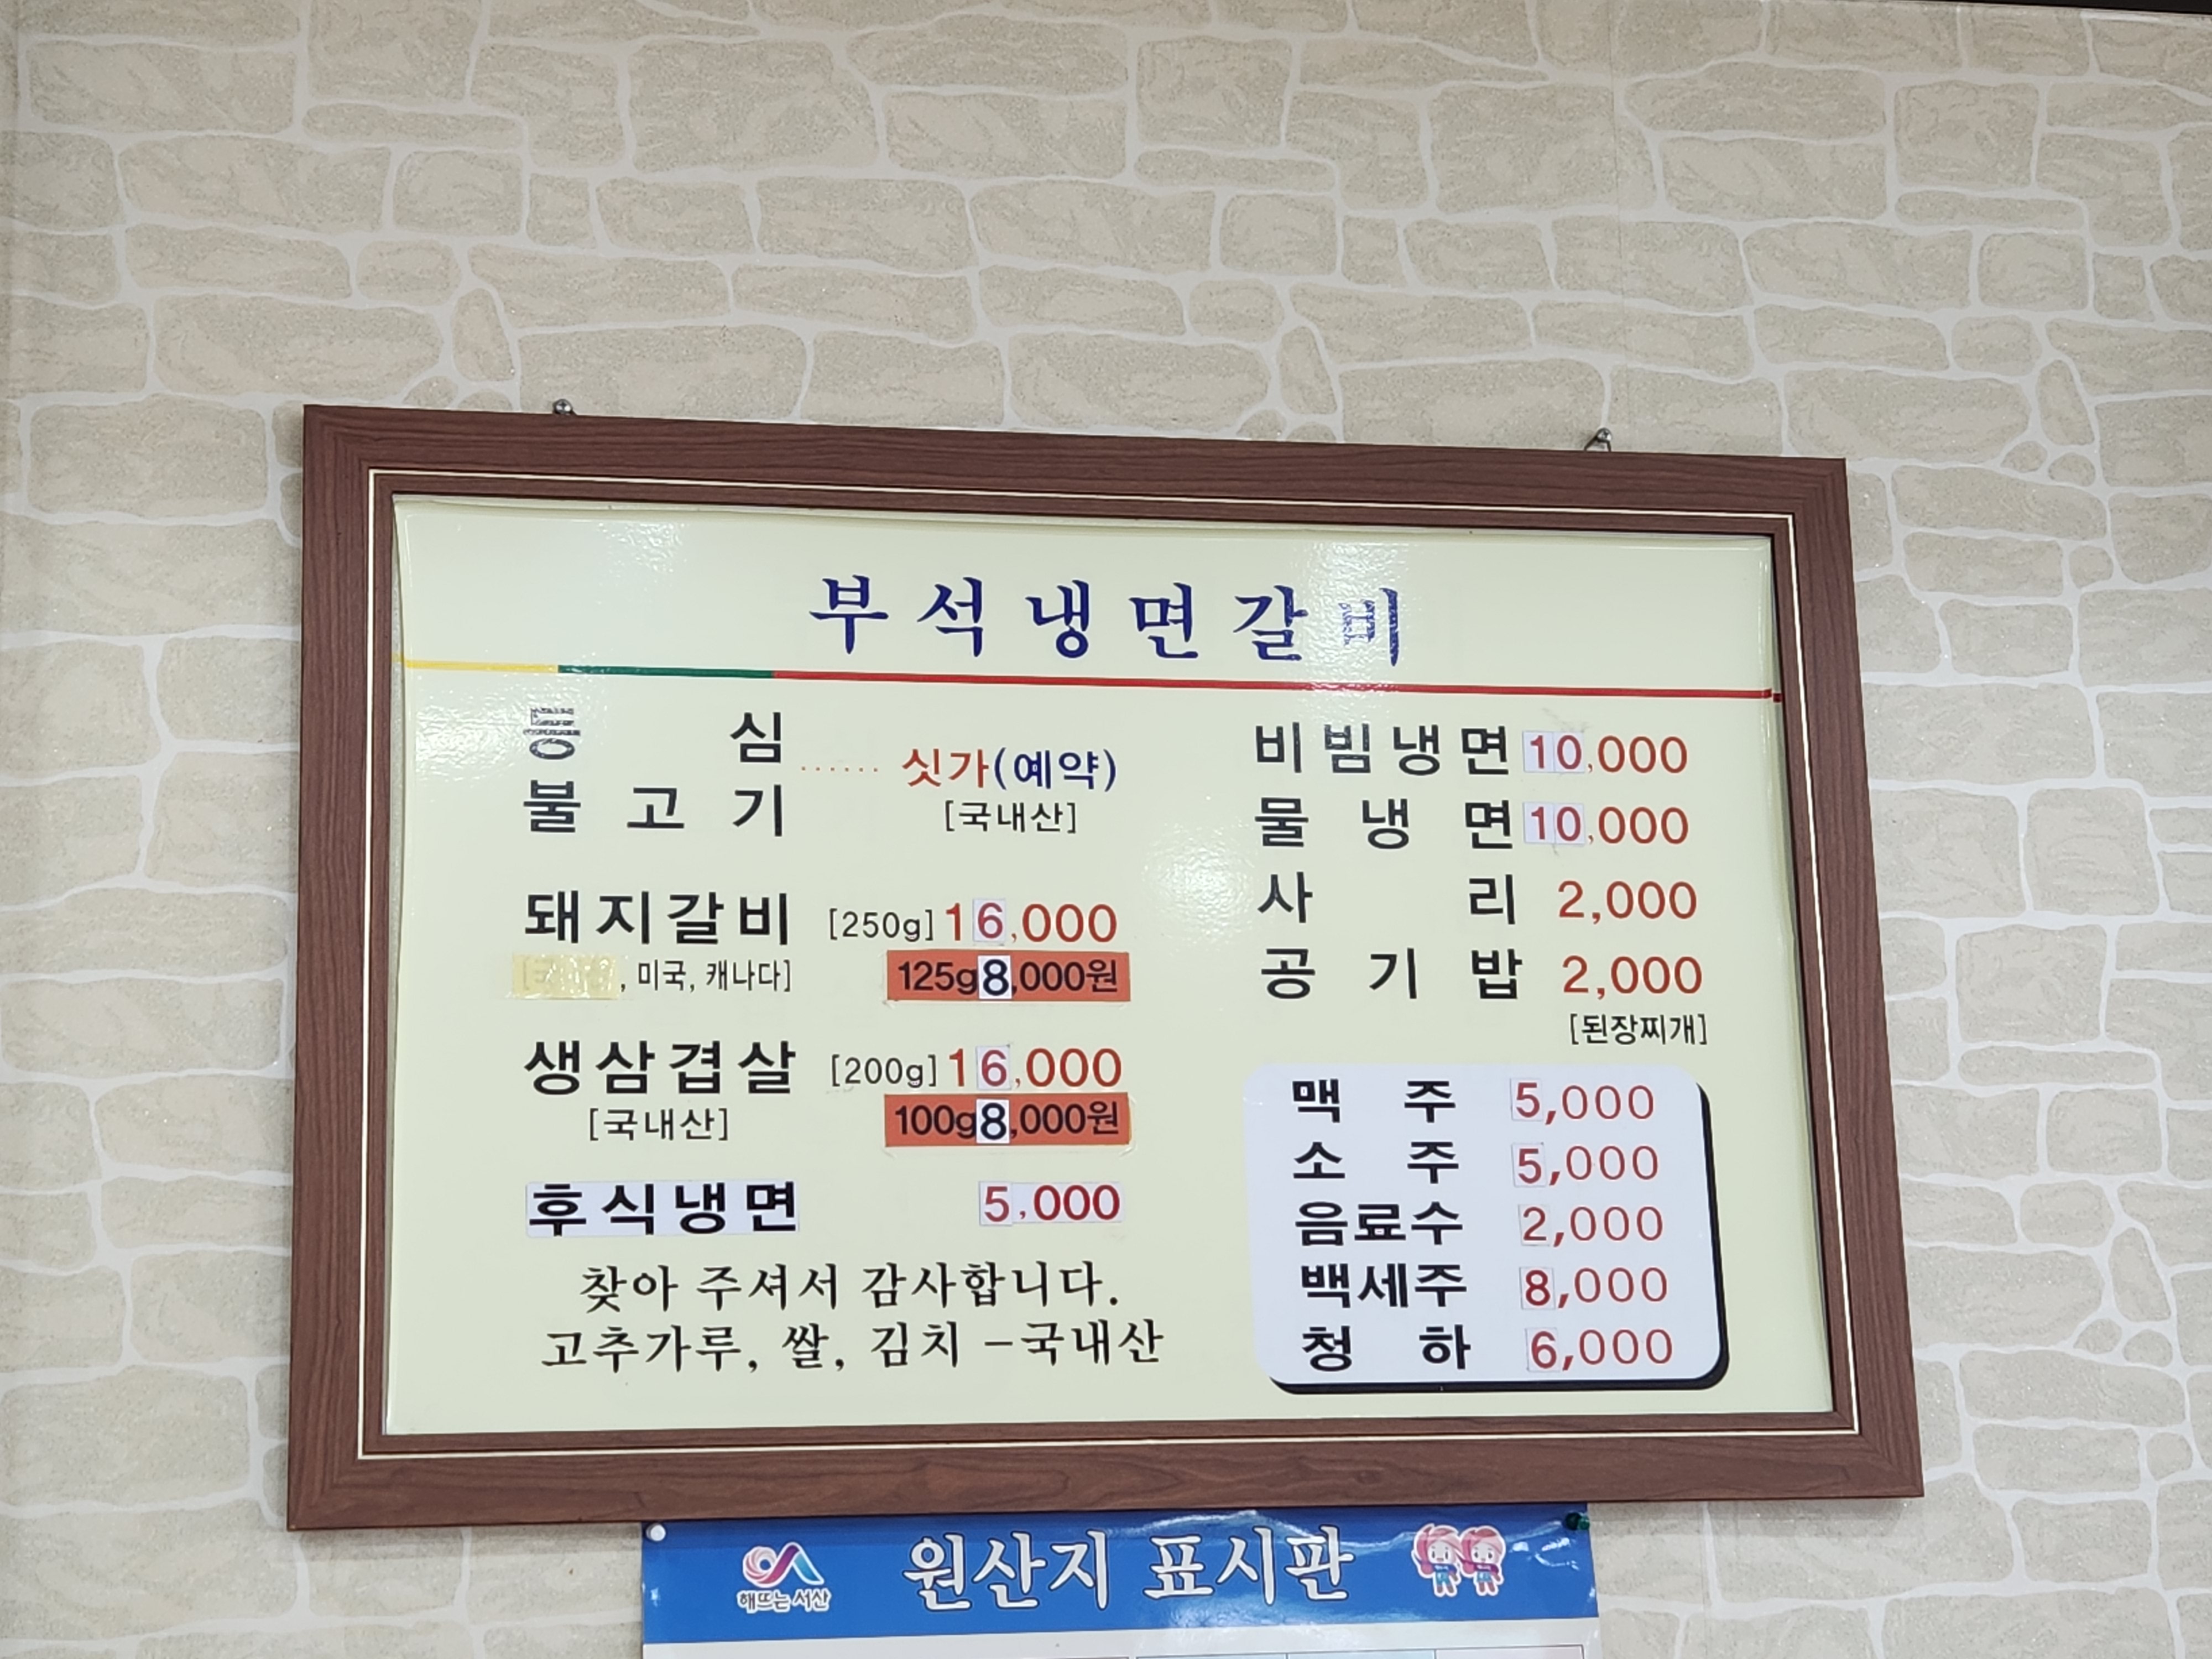 부석냉면갈비
등심
불고기
...... 싯가(예약)
[국내산]
돼지갈비 [250g] 16,000
, 미국, 캐나다]
125g8,000원
생삼겹살 [200g] 16,000
[국내산]
100g8,000원
후식냉면 5,000
찾아 주셔서 감사합니다.
고추가루, 쌀, 김치 -국내산
비빔냉면 10,000
물냉면 10,000
사리 2,000
공기밥 2,000
[된장찌개]
맥주 5,000
소주 5,000
음료수 2,000
백세주 8,000
청하 6,000
해뜨는 서산
원산지 표시판